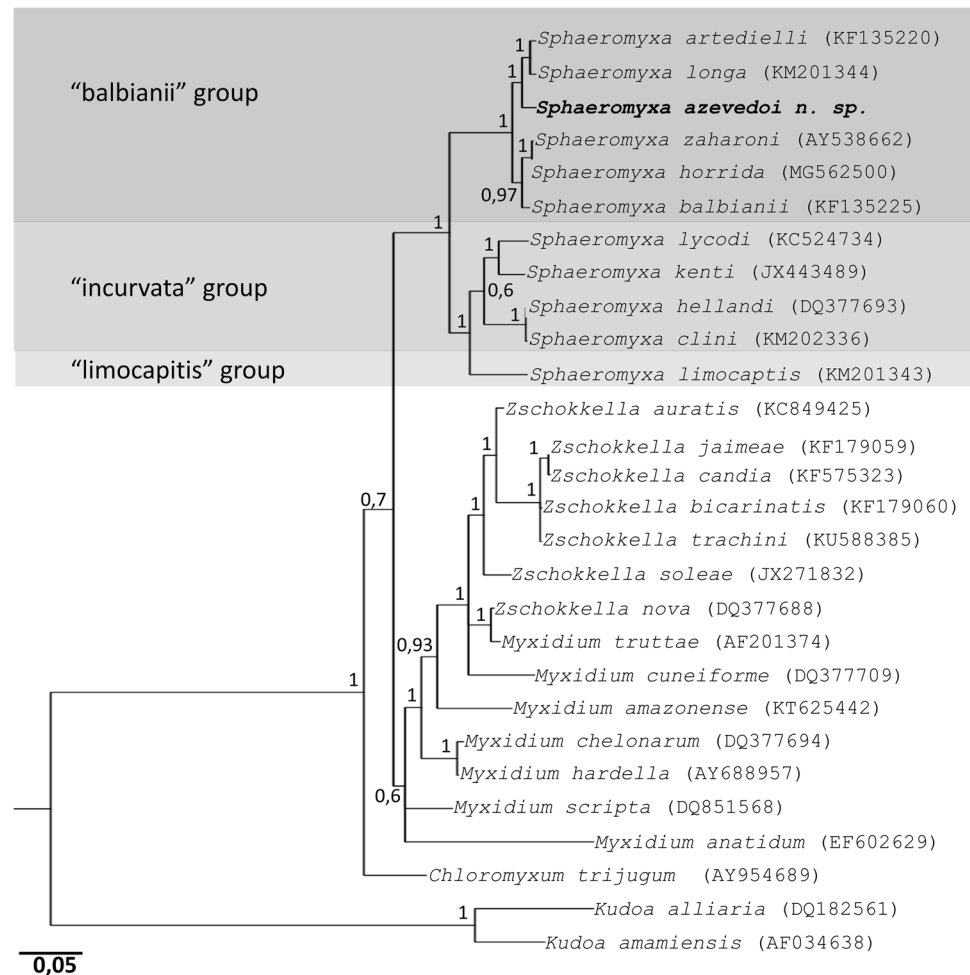 1 Sphaeromyxa artedielli (KF135220)
1 Sphaeromyxa longa (KM201344)
“balbianii” group
1 Sphaeromyxa azevedoi n. sp.
1 Sphaeromyxa zaharoni (AY538662)
Sphaeromyxa horrida (MG562500)
0,97 Sphaeromyxa balbianii (KF135225)
1
1 Sphaeromyxa lycodi (KC524734)
Sphaeromyxa kenti (JX443489)
“incurvata” group
0,6
Sphaeromyxa hellandi (DQ377693)
1 1
Sphaeromyxa clini (KM202336)
“limocapitis” group
Sphaeromyxa limocaptis (KM201343)
Zschokkella auratis (KC849425)
1 1 Zschokkella jaimeae (KF179059)
Zschokkella candia (KF575323)
1
0,7 1 Zschokkella bicarinatis (KF179060)
Zschokkella trachini (KU588385)
Zschokkella soleae (JX271832)
1
1 Zschokkella nova (DQ377688)
Myxidium truttae (AF201374)
0,93
1 Myxidium cuneiforme (DQ377709)
1 Myxidium amazonense (KT625442)
1 Myxidium chelonarum (DQ377694)
Myxidium hardella (AY688957)
0,6
Myxidium scripta (DQ851568)
Myxidium anatidum (EF602629)
Chloromyxum trijugum (AY954689)
1 Kudoa alliaria (DQ182561)
Kudoa amamiensis (AF034638)
0,05